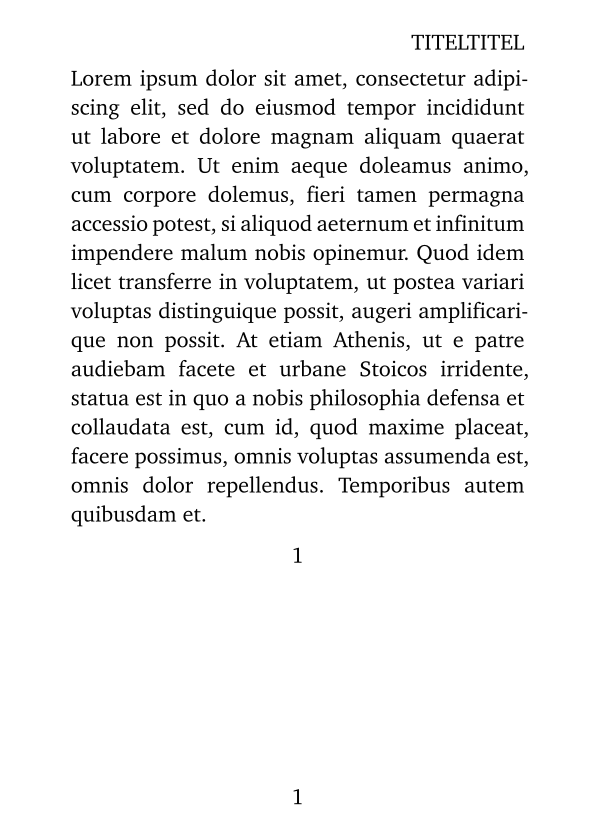 TITELTITEL
Lorem ipsum dolor sit amet, consectetur adipi-
scing elit, sed do eiusmod tempor incididunt
ut labore et dolore magnam aliquam quaerat
voluptatem. Ut enim aeque doleamus animo,
cum corpore dolemus, fieri tamen permagna
accessio potest, si aliquod aeternum et infinitum
impendere malum nobis opinemur. Quod idem
licet transferre in voluptatem, ut postea variari
voluptas distinguique possit, augeri amplificari-
que non possit. At etiam Athenis, ut e patre
audiebam facete et urbane Stoicos irridente,
statua est in quo a nobis philosophia defensa et
collaudata est, cum id, quod maxime placeat,
facere possimus, omnis voluptas assumenda est,
omnis dolor repellendus. Temporibus autem
quibusdam et.
1
1